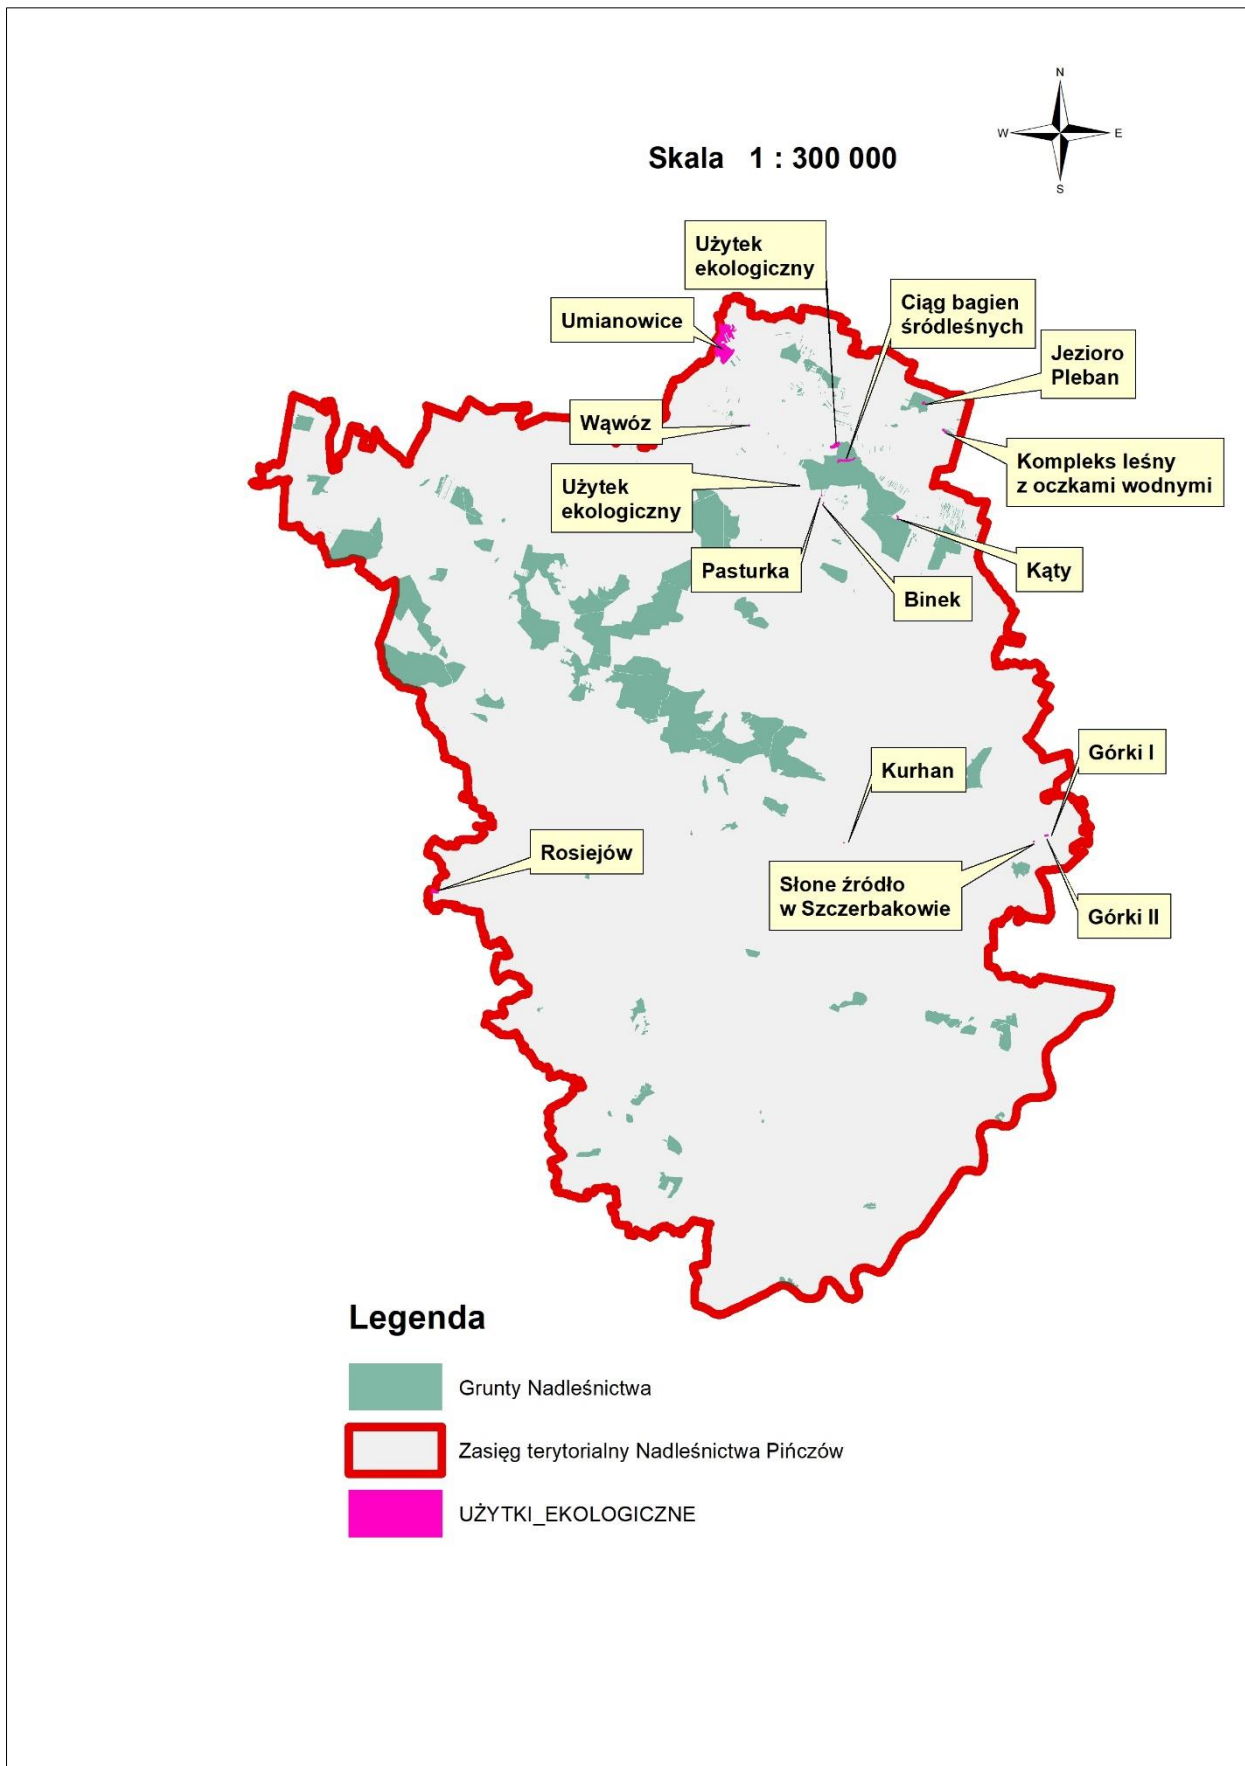 N
W
E
S
Skala 1 : 300 000
Użytek
ekologiczny
Ciąg bagien
śródleśnych
Umianowice
Jezioro
Pleban
Wąwóz
Kompleks leśny
z oczkami wodnymi
Użytek
ekologiczny
Pasturka
Kąty
Binek
Górki I
Kurhan
Rosiejów
Słone źródło
w Szczerbakowie
Górki II
Legenda
Grunty Nadleśnictwa
Zasięg terytorialny Nadleśnictwa Pińczów
UŻYTKI_EKOLOGICZNE